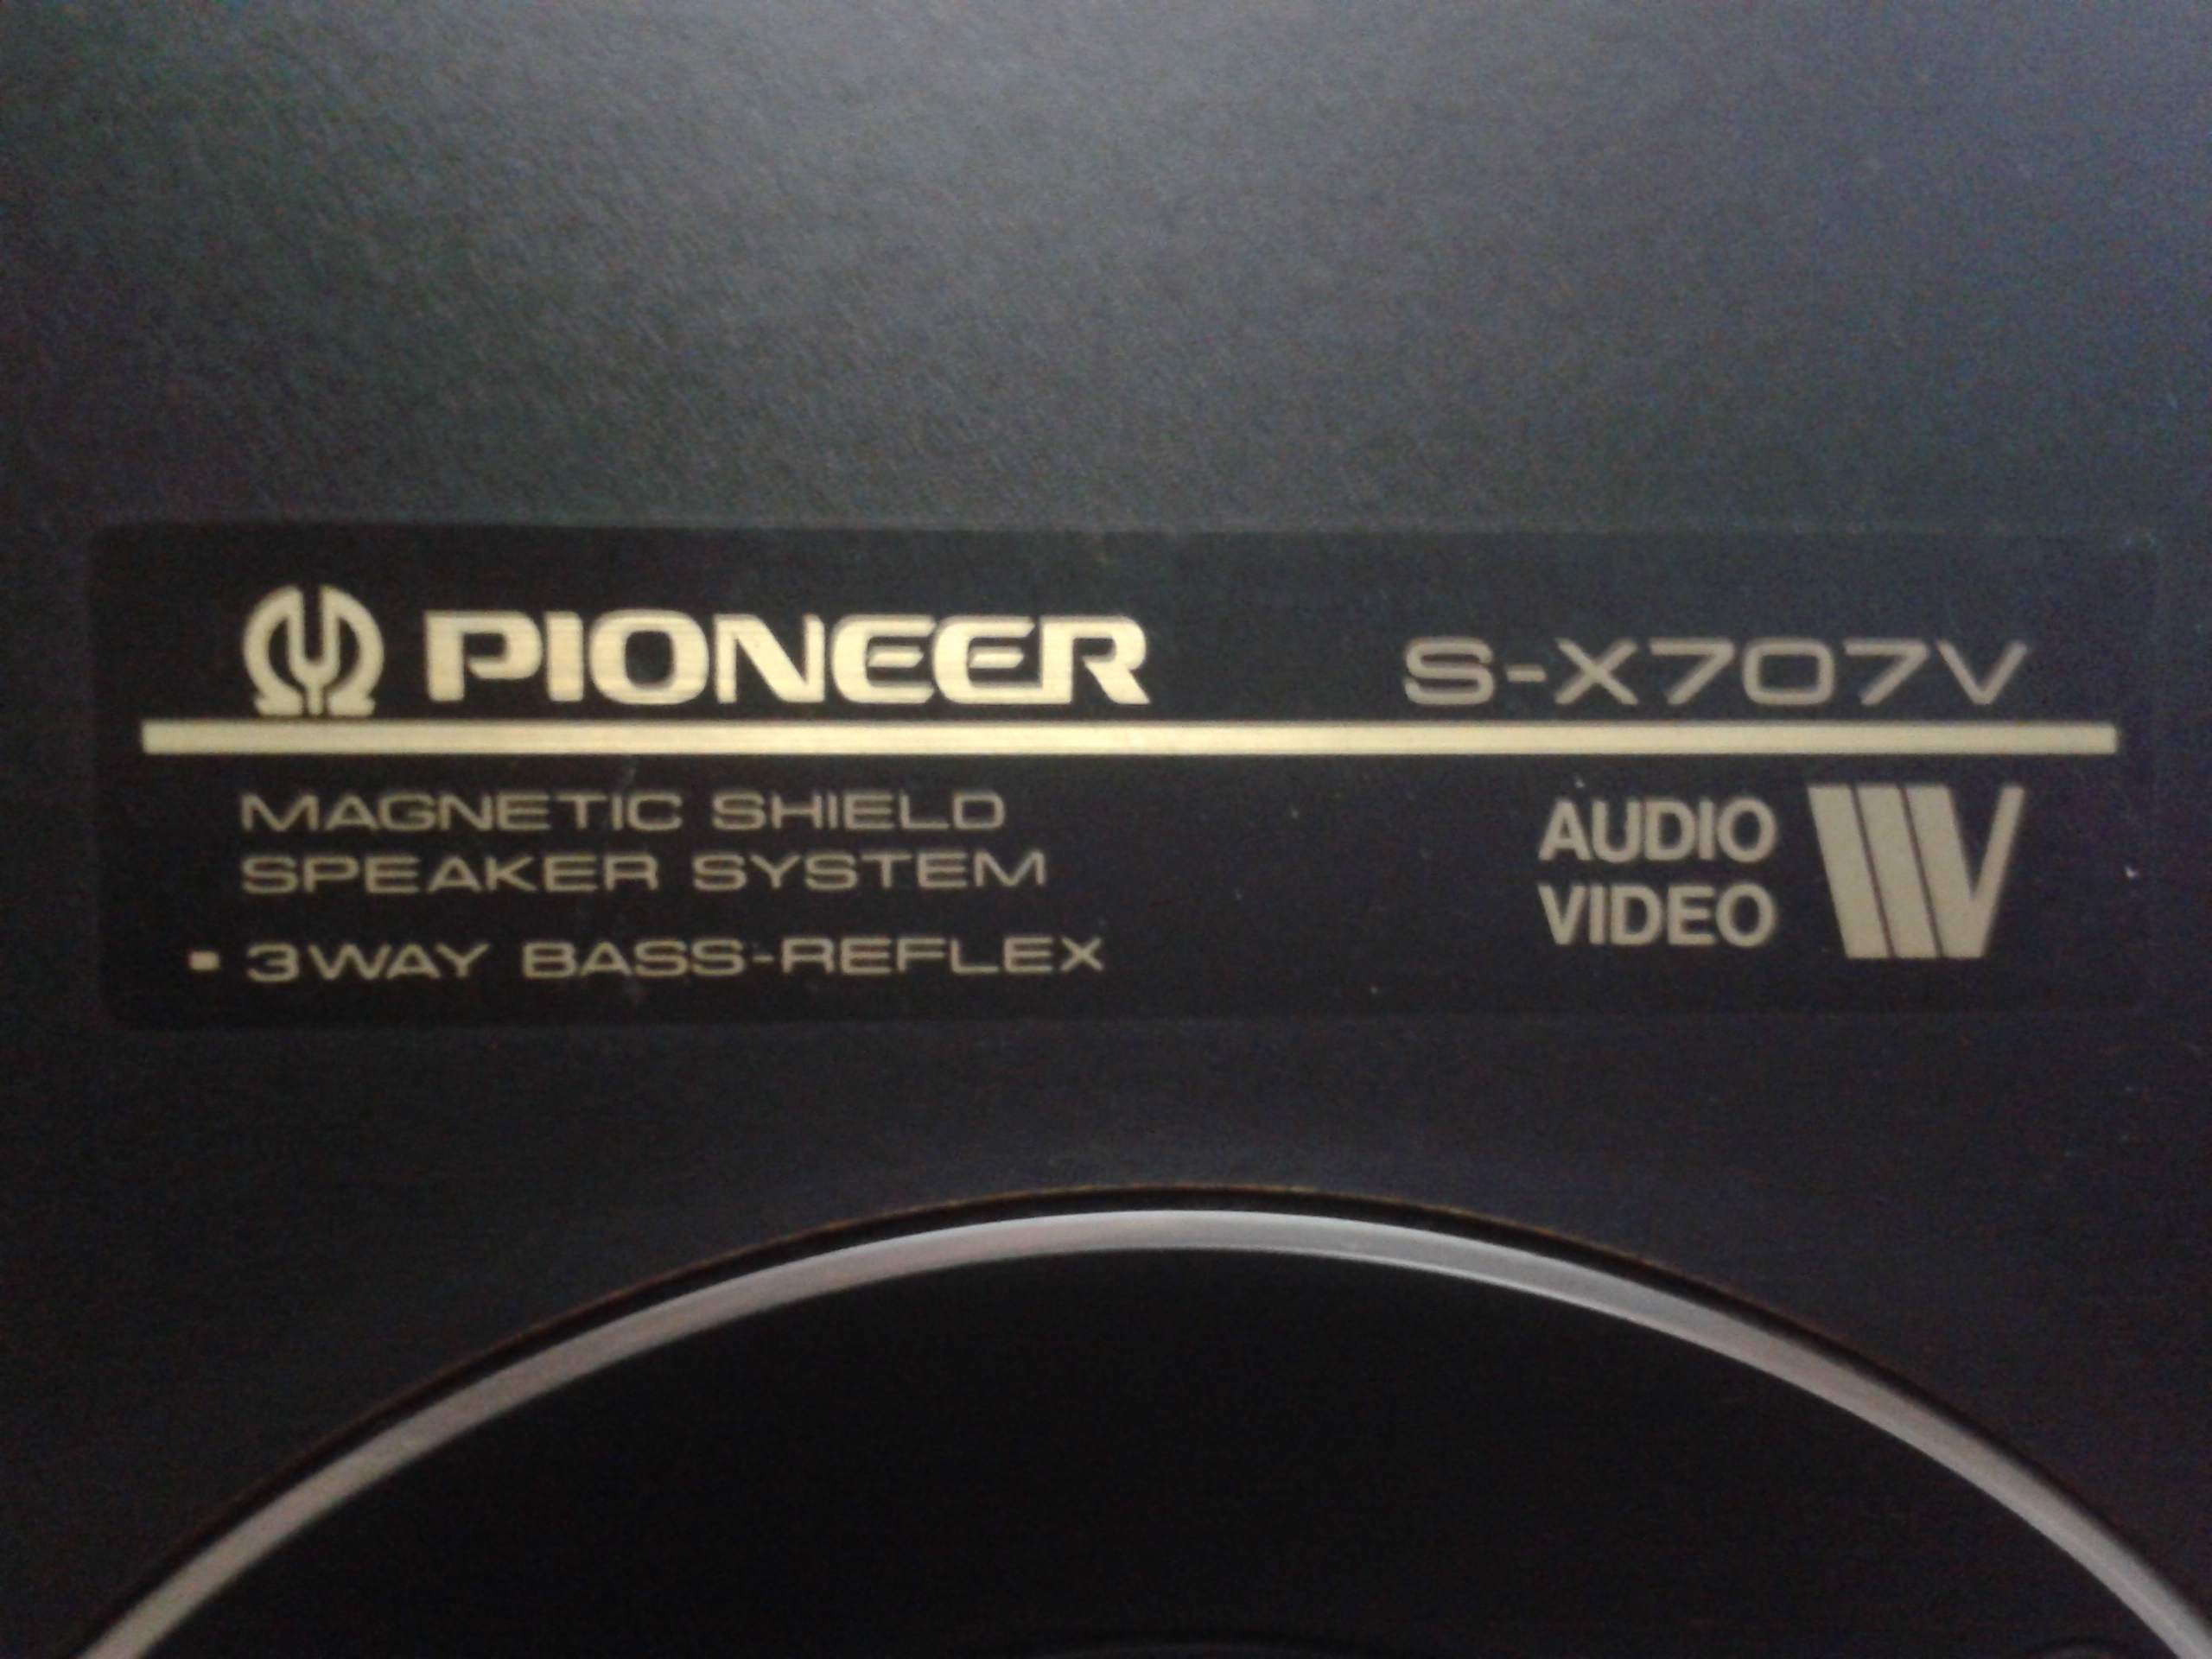 PIONEER S-X707V
MAGNETIC SHIELD
SPEAKER SYSTEM
▪ 3WAY BASS-REFLEX
AUDIO
VIDEO